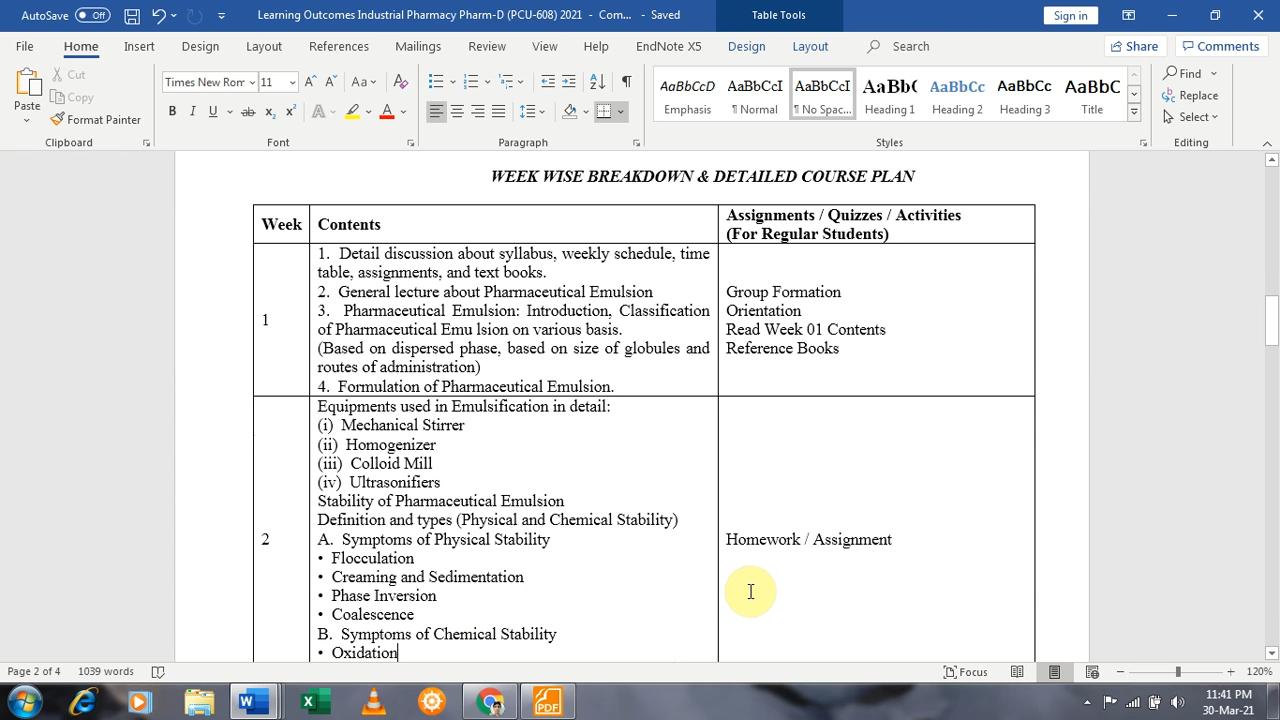 AutoSave Off Learning Outcomes Industrial Pharmacy Pharm-D (PCU-608) 2021 - Com... - Saved Table Tools Sign in
File Home Insert Design Layout References Mailings Review View Help EndNote X5 Design Layout Search Share Comments
Paste Cut Copy Format Painter
Times New Ron 11
AaBbCcD AaBbCcI AaBbCcI AaBb( AaBbCc AaBbCc AaBbC
Emphasis ¶ Normal ¶ No Spac... Heading 1 Heading 2 Heading 3 Title
Find Replace Select
Clipboard Font Paragraph Styles Editing
WEEK WISE BREAKDOWN & DETAILED COURSE PLAN
Week Contents Assignments / Quizzes / Activities
(For Regular Students)
1
1. Detail discussion about syllabus, weekly schedule, time
table, assignments, and text books.
2. General lecture about Pharmaceutical Emulsion
3. Pharmaceutical Emulsion: Introduction, Classification
of Pharmaceutical Emu lsion on various basis.
(Based on dispersed phase, based on size of globules and
routes of administration)
4. Formulation of Pharmaceutical Emulsion.
Group Formation
Orientation
Read Week 01 Contents
Reference Books
2
Equipments used in Emulsification in detail:
(i) Mechanical Stirrer
(ii) Homogenizer
(iii) Colloid Mill
(iv) Ultrasonifiers
Stability of Pharmaceutical Emulsion
Definition and types (Physical and Chemical Stability)
A. Symptoms of Physical Stability
• Flocculation
• Creaming and Sedimentation
• Phase Inversion
• Coalescence
B. Symptoms of Chemical Stability
• Oxidation
Homework / Assignment
Page 2 of 4 1039 words Focus 120%
11:41 PM
30-Mar-21